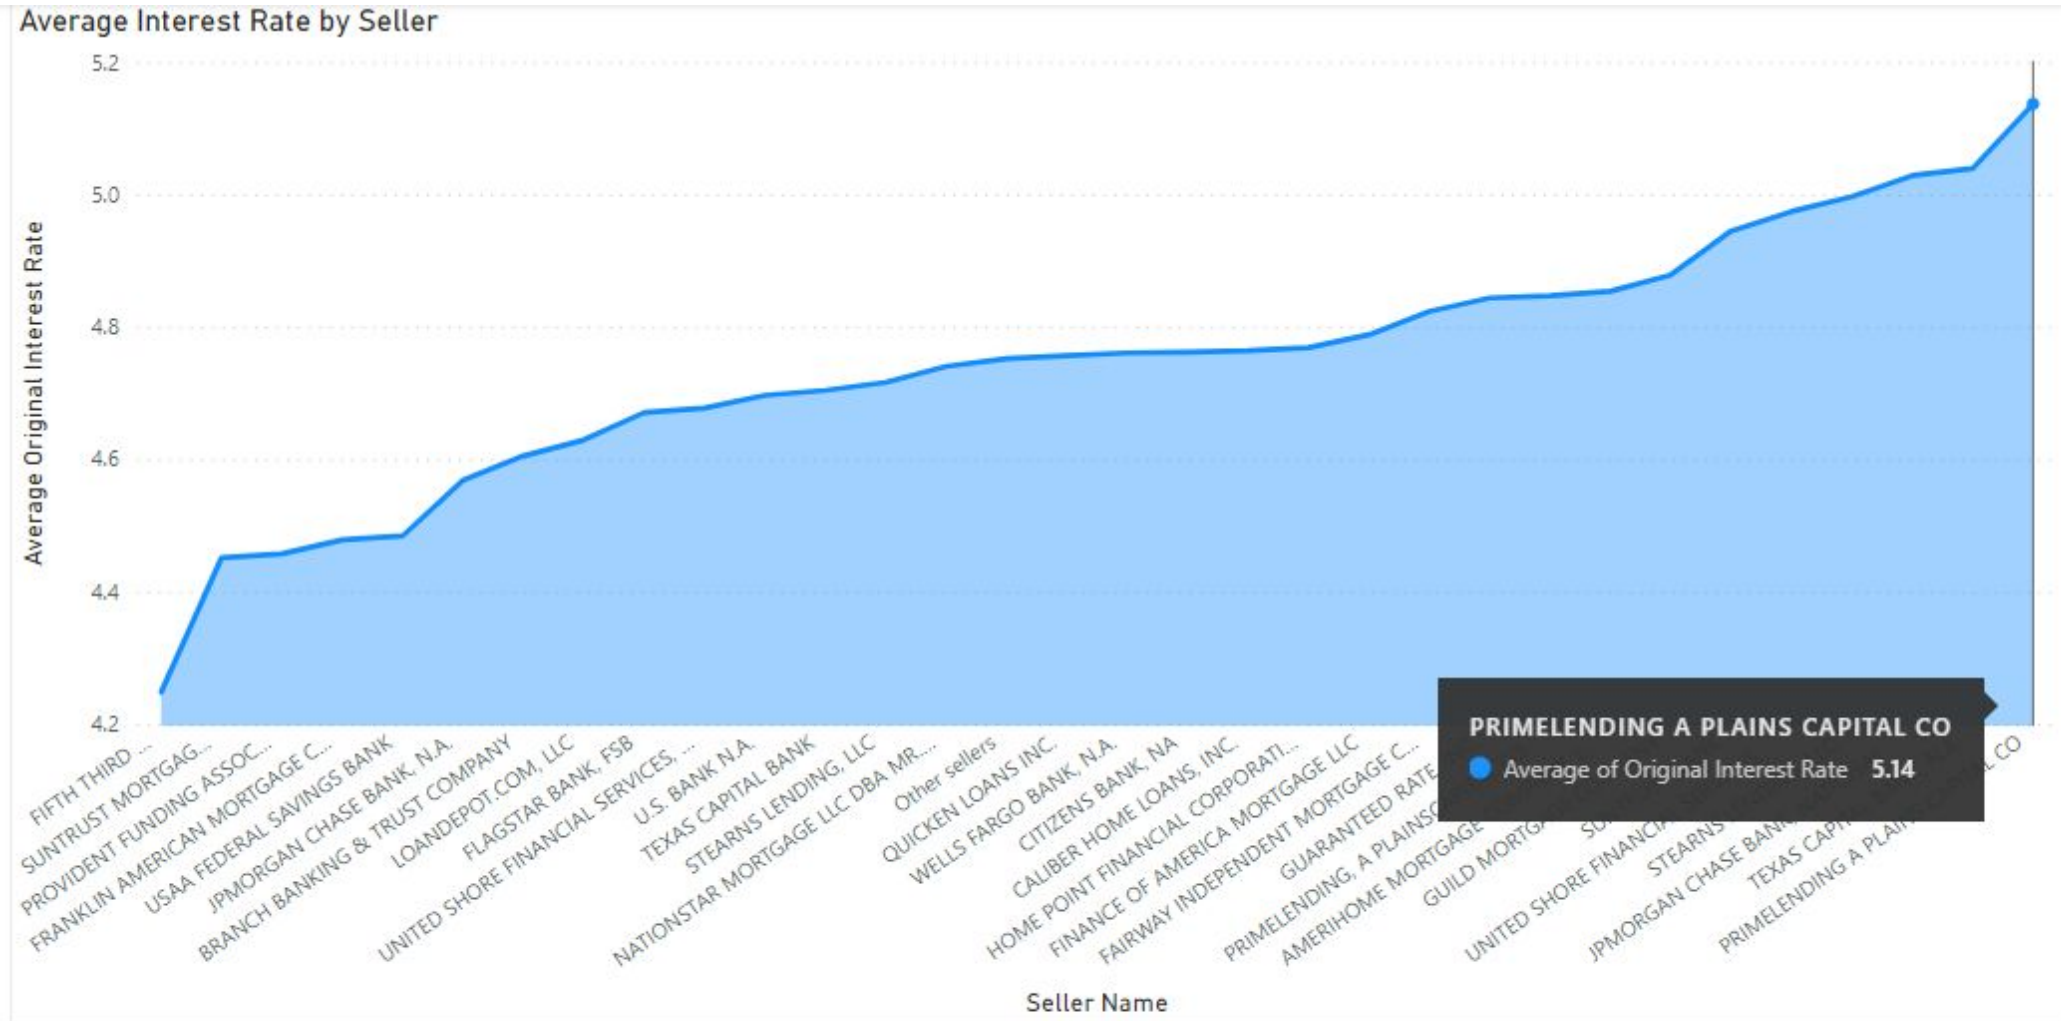 Average Interest Rate by Seller
5.2
5.0
4.8
4.6
4.4
4.2
Average Original Interest Rate
FIFTH THIRD ...
SUNTRUST MORTGAG...
PROVIDENT FUNDING ASSOC...
FRANKLIN AMERICAN MORTGAGE C...
USAA FEDERAL SAVINGS BANK
JPMORGAN CHASE BANK, N.A.
BRANCH BANKING & TRUST COMPANY
LOANDEPOT.COM, LLC
FLAGSTAR BANK, FSB
UNITED SHORE FINANCIAL SERVICES, ...
U.S. BANK N.A.
TEXAS CAPITAL BANK
STEARNS LENDING, LLC
NATIONSTAR MORTGAGE LLC DBA MR....
Other sellers
QUICKEN LOANS INC.
WELLS FARGO BANK, N.A.
CITIZENS BANK, NA
CALIBER HOME LOANS, INC.
HOME POINT FINANCIAL CORPORATI...
FINANCE OF AMERICA MORTGAGE LLC
FAIRWAY INDEPENDENT MORTGAGE C...
GUARANTEED RATE
PRIMELENDING, A PLAINS
AMERIHOME MORTGAGE
GUILD MORTG
UNITED SHORE FINANCIA
STEARNS
JPMORGAN CHASE BANK
TEXAS CAP
PRIMELENDING A PLAIN CO
PRIMELENDING A PLAINS CAPITAL CO
Average of Original Interest Rate 5.14
Seller Name